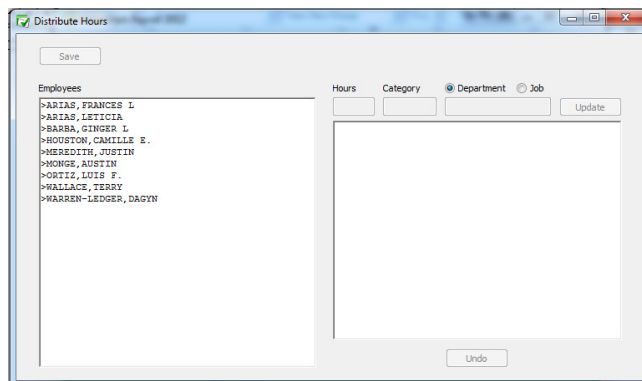 Distribute Hours
Save
Employees
>ARIAS,FRANCES L
>ARIAS,LETICIA
>BARBA,GINGER L
>HOUSTON,CAMILLE E.
>MEREDITH,JUSTIN
>MONGE,AUSTIN
>ORTIZ,LUIS F.
>WALLACE,TERRY
>WARREN-LEDGER,DAGYN
Hours Category Department Job
Update
Undo